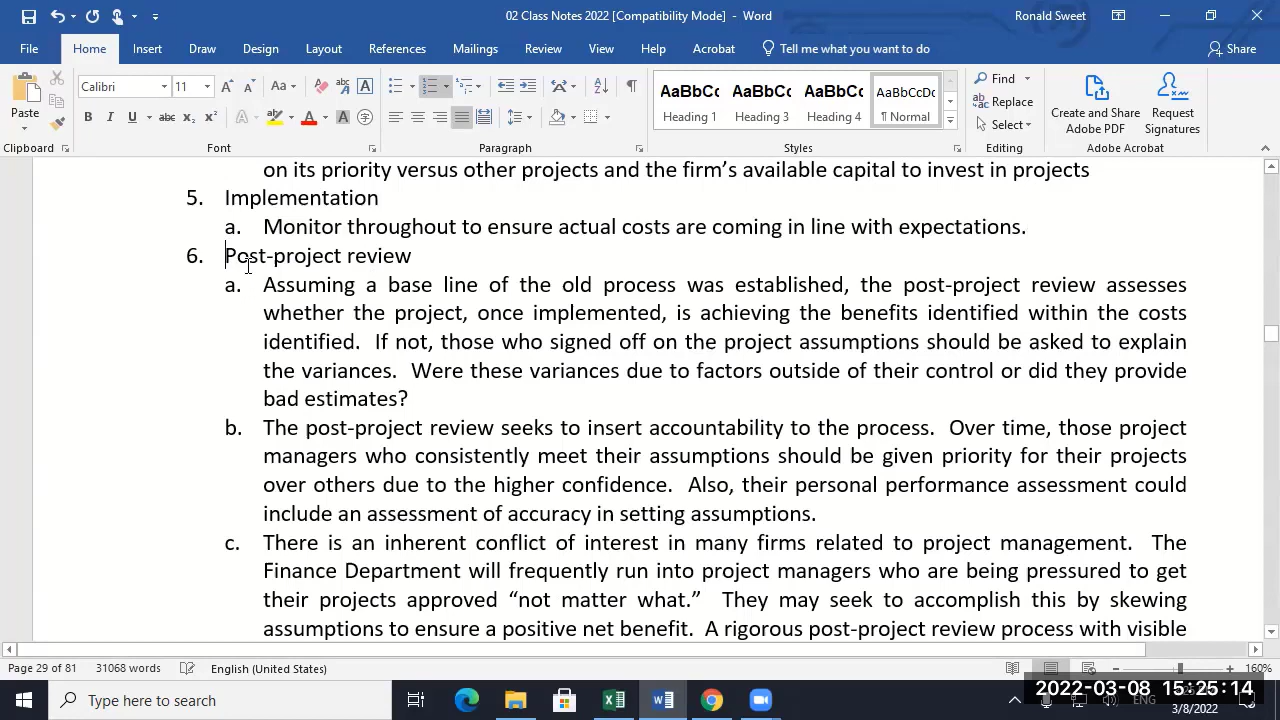 02 Class Notes 2022 [Compatibility Mode] - Word
Ronald Sweet
File Home Insert Draw Design Layout References Mailings Review View Help Acrobat Tell me what you want to do Share
Paste
Calibri 11
Clipboard
Font
Paragraph
AaBbCc AaBbCc AaBbCc AaBbCcDc
Heading 1 Heading 3 Heading 4 ¶ Normal
Styles
Find
Replace
Select
Editing
Create and Share
Adobe PDF
Request
Signatures
Adobe Acrobat
on its priority versus other projects and the firm's available capital to invest in projects
5. Implementation
a. Monitor throughout to ensure actual costs are coming in line with expectations.
6. Post-project review
a. Assuming a base line of the old process was established, the post-project review assesses
whether the project, once implemented, is achieving the benefits identified within the costs
identified. If not, those who signed off on the project assumptions should be asked to explain
the variances. Were these variances due to factors outside of their control or did they provide
bad estimates?
b. The post-project review seeks to insert accountability to the process. Over time, those project
managers who consistently meet their assumptions should be given priority for their projects
over others due to the higher confidence. Also, their personal performance assessment could
include an assessment of accuracy in setting assumptions.
c. There is an inherent conflict of interest in many firms related to project management. The
Finance Department will frequently run into project managers who are being pressured to get
their projects approved “not matter what.” They may seek to accomplish this by skewing
assumptions to ensure a positive net benefit. A rigorous post-project review process with visible
Page 29 of 81 31068 words English (United States) 160%
Type here to search
2022-03-08 15:25:14
ENG
3/8/2022